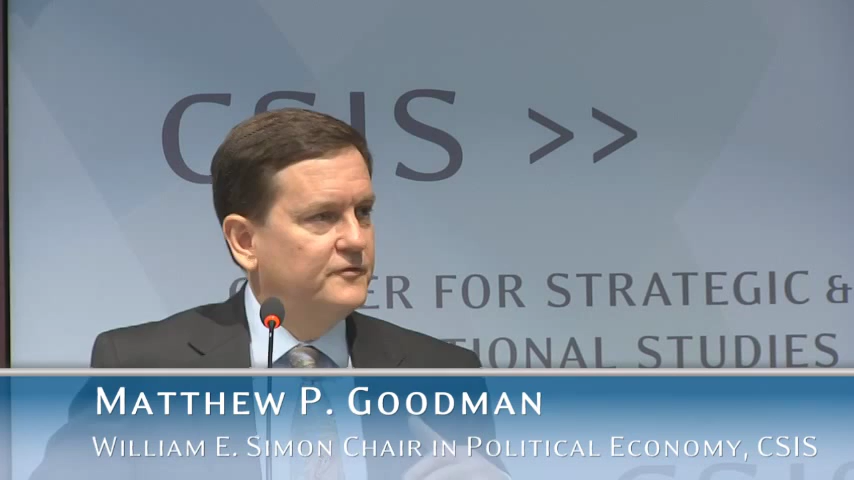 CSIS >>
ER FOR STRATEGIC &
TIONAL STUDIES
MATTHEW P. GOODMAN
WILLIAM E. SIMON CHAIR IN POLITICAL ECONOMY, CSIS